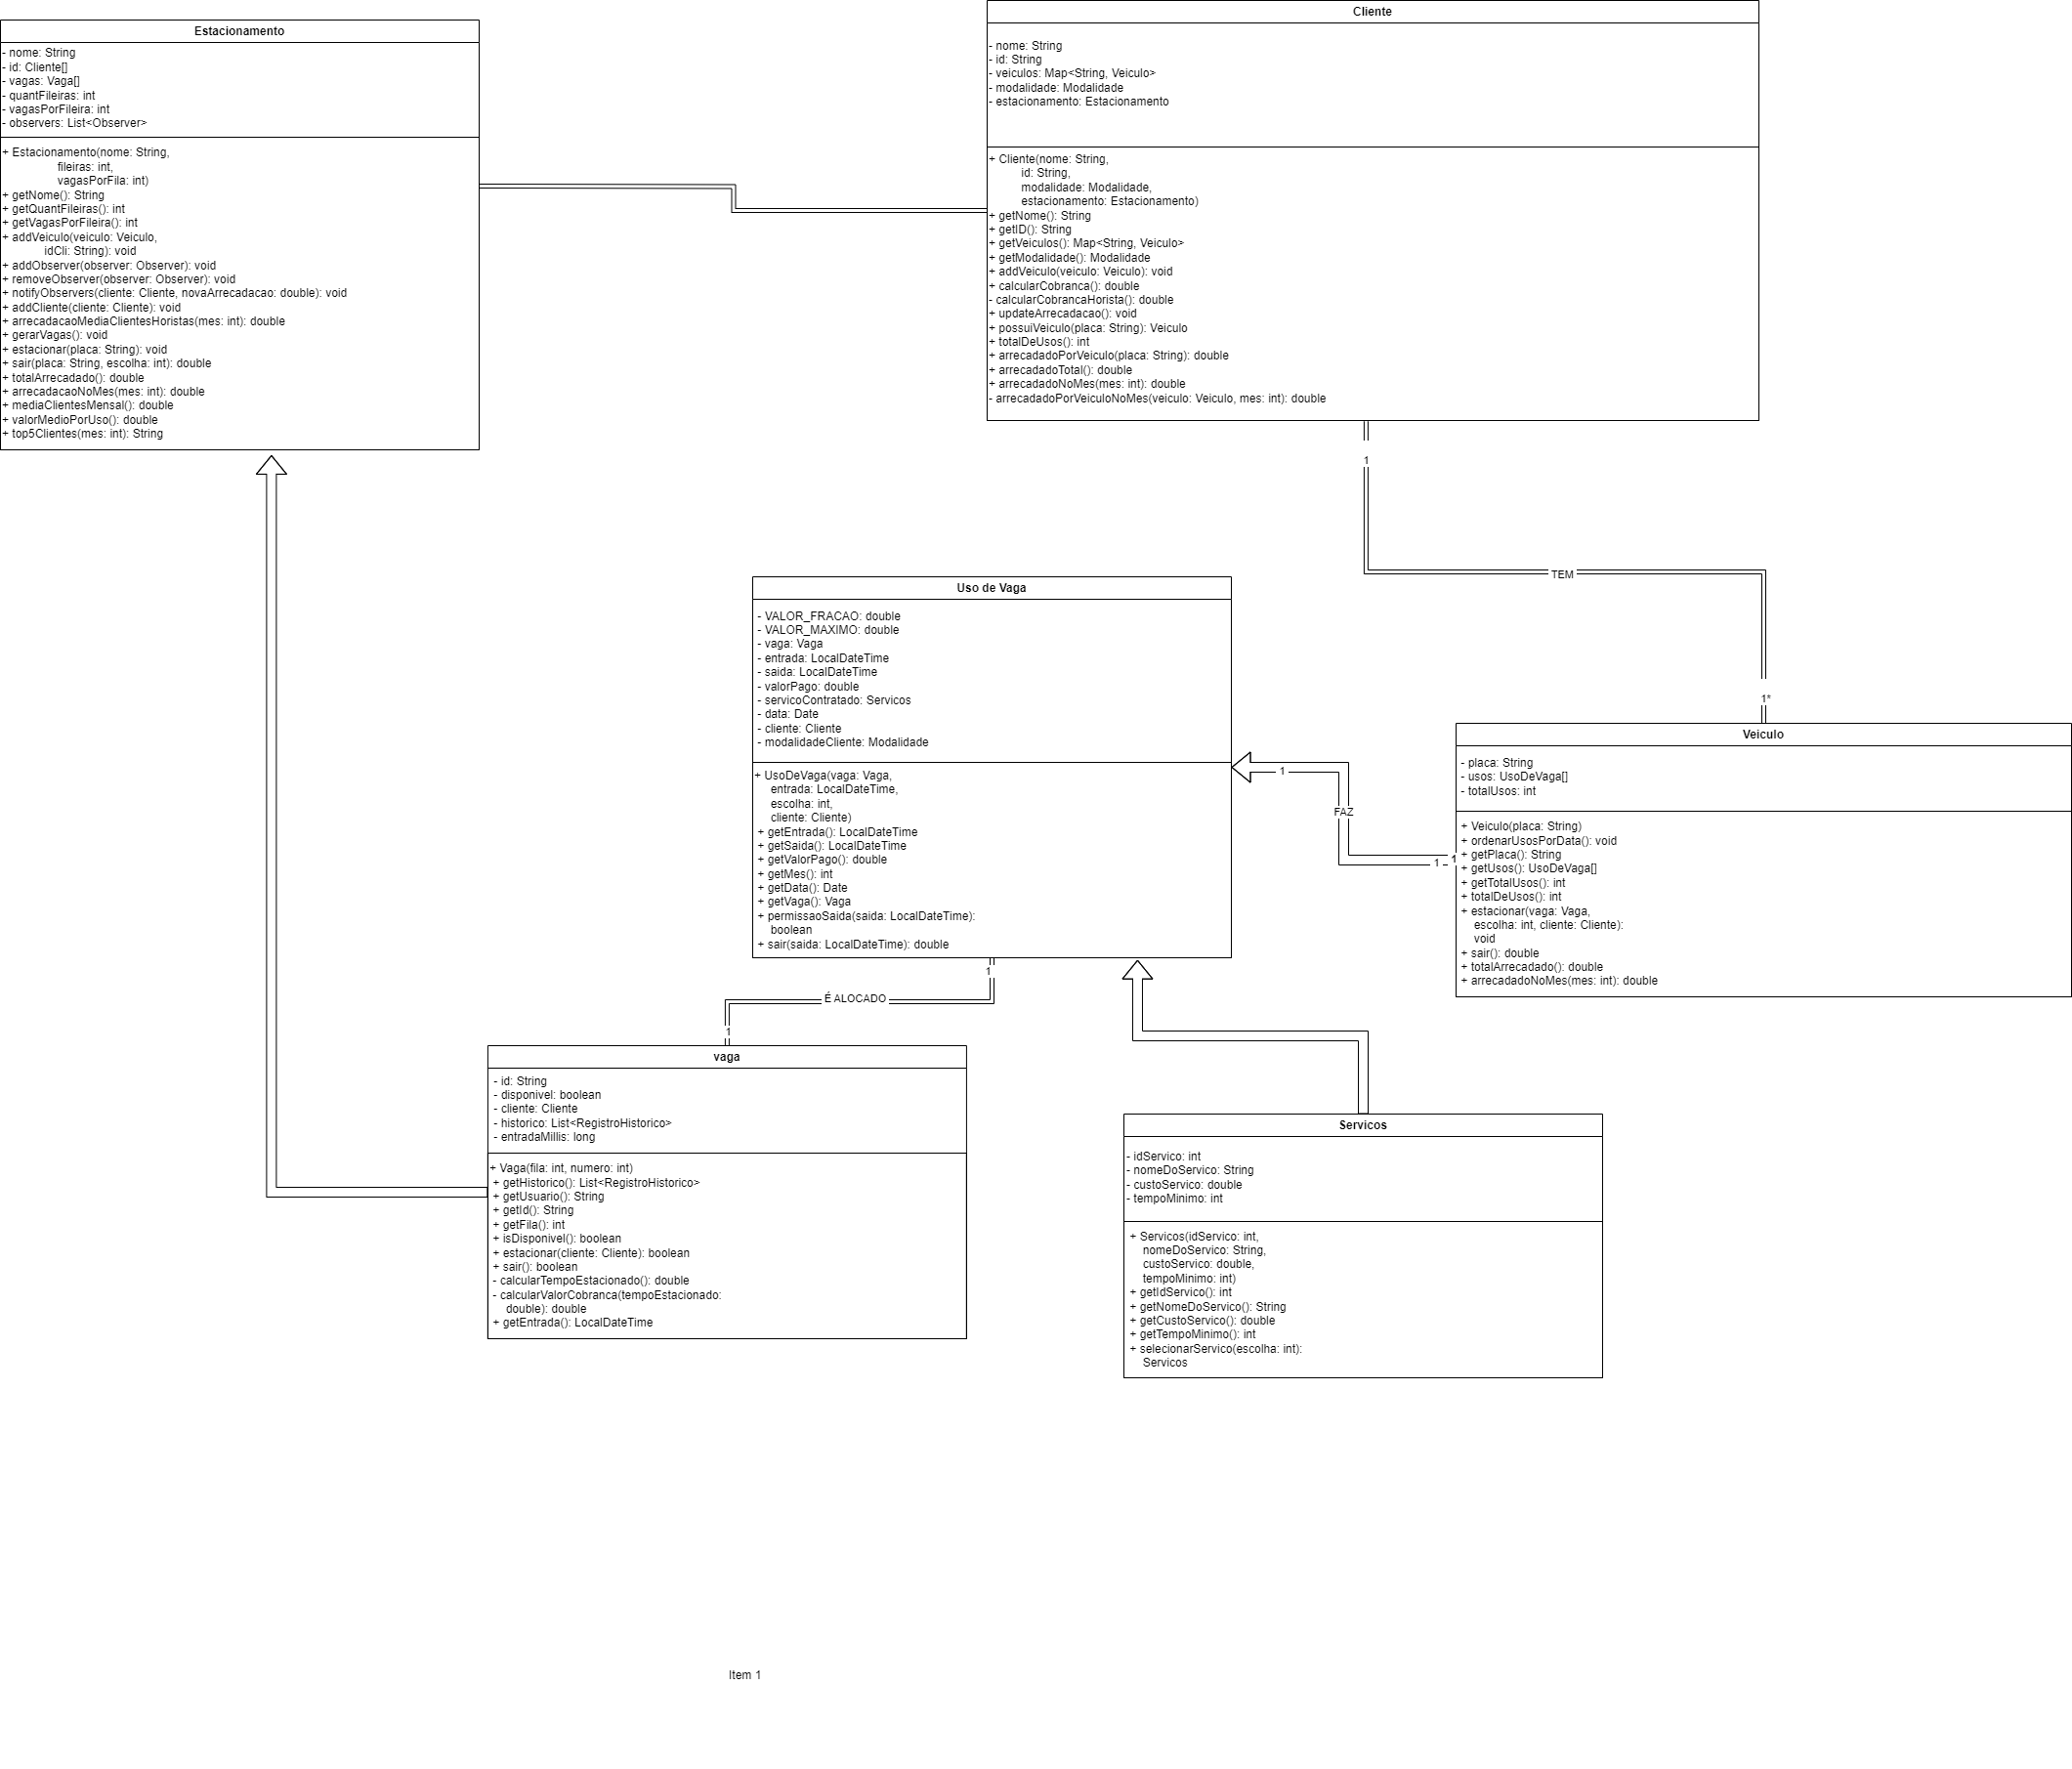 Estacionamento
- nome: String
- id: Cliente[]
- vagas: Vaga[]
- quantFileiras: int
- vagasPorFileira: int
- observers: List<Observer>
+ Estacionamento(nome: String,
fileiras: int,
vagasPorFila: int)
+ getNome(): String
+ getQuantFileiras(): int
+ getVagasPorFileira(): int
+ addVeiculo(veiculo: Veiculo,
idCli: String): void
+ addObserver(observer: Observer): void
+ removeObserver(observer: Observer): void
+ notifyObservers(cliente: Cliente, novaArrecadacao: double): void
+ addCliente(cliente: Cliente): void
+ arrecadacaoMediaClientesHoristas(mes: int): double
+ gerarVagas(): void
+ estacionar(placa: String): void
+ sair(placa: String, escolha: int): double
+ totalArrecadado(): double
+ arrecadacaoNoMes(mes: int): double
+ mediaClientesMensal(): double
+ valorMedioPorUso(): double
+ top5Clientes(mes: int): String
Cliente
- nome: String
- id: String
- veiculos: Map<String, Veiculo>
- modalidade: Modalidade
- estacionamento: Estacionamento
+ Cliente(nome: String,
id: String,
modalidade: Modalidade,
estacionamento: Estacionamento)
+ getNome(): String
+ getID(): String
+ getVeiculos(): Map<String, Veiculo>
+ getModalidade(): Modalidade
+ addVeiculo(veiculo: Veiculo): void
+ calcularCobranca(): double
- calcularCobrancaHorista(): double
+ updateArrecadacao(): void
+ possuiVeiculo(placa: String): Veiculo
+ totalDeUsos(): int
+ arrecadadoPorVeiculo(placa: String): double
+ arrecadadoTotal(): double
+ arrecadadoNoMes(mes: int): double
- arrecadadoPorVeiculoNoMes(veiculo: Veiculo, mes: int): double
1
TEM
1*
Uso de Vaga
- VALOR_FRACAO: double
- VALOR_MAXIMO: double
- vaga: Vaga
- entrada: LocalDateTime
- saida: LocalDateTime
- valorPago: double
- servicoContratado: Servicos
- data: Date
- cliente: Cliente
- modalidadeCliente: Modalidade
+ UsoDeVaga(vaga: Vaga,
entrada: LocalDateTime,
escolha: int,
cliente: Cliente)
+ getEntrada(): LocalDateTime
+ getSaida(): LocalDateTime
+ getValorPago(): double
+ getMes(): int
+ getData(): Date
+ getVaga(): Vaga
+ permissaoSaida(saida: LocalDateTime):
boolean
+ sair(saida: LocalDateTime): double
1
FAZ
1
1
Veiculo
- placa: String
- usos: UsoDeVaga[]
- totalUsos: int
+ Veiculo(placa: String)
+ ordenarUsosPorData(): void
+ getPlaca(): String
+ getUsos(): UsoDeVaga[]
+ getTotalUsos(): int
+ totalDeUsos(): int
+ estacionar(vaga: Vaga,
escolha: int, cliente: Cliente):
void
+ sair(): double
+ totalArrecadado(): double
+ arrecadadoNoMes(mes: int): double
1
É ALOCADO
1
vaga
- id: String
- disponivel: boolean
- cliente: Cliente
- historico: List<RegistroHistorico>
- entradaMillis: long
+ Vaga(fila: int, numero: int)
+ getHistorico(): List<RegistroHistorico>
+ getUsuario(): String
+ getId(): String
+ getFila(): int
+ isDisponivel(): boolean
+ estacionar(cliente: Cliente): boolean
+ sair(): boolean
- calcularTempoEstacionado(): double
- calcularValorCobranca(tempoEstacionado:
double): double
+ getEntrada(): LocalDateTime
Servicos
- idServico: int
- nomeDoServico: String
- custoServico: double
- tempoMinimo: int
+ Servicos(idServico: int,
nomeDoServico: String,
custoServico: double,
tempoMinimo: int)
+ getIdServico(): int
+ getNomeDoServico(): String
+ getCustoServico(): double
+ getTempoMinimo(): int
+ selecionarServico(escolha: int):
Servicos
Item 1